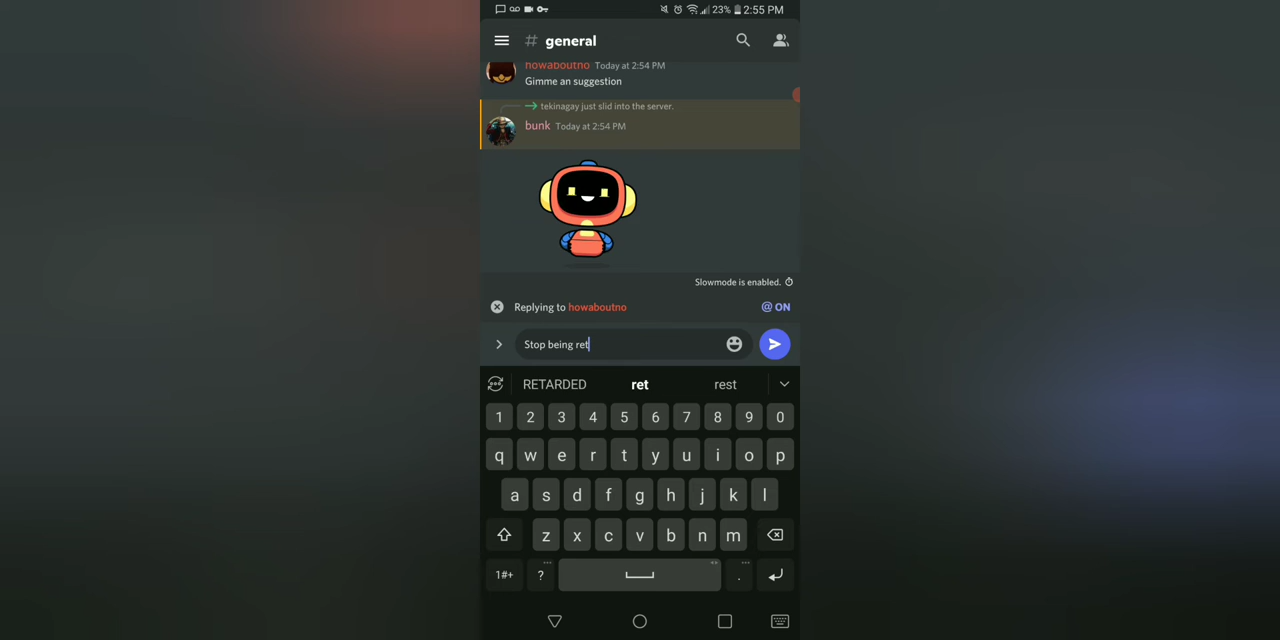 23% 2:55 PM
# general
howaboutno Today at 2:54 PM
Gimme an suggestion
tekinagay just slid into the server.
bunk Today at 2:54 PM
Slowmode is enabled.
Replying to howaboutno @ ON
Stop being ret
RETARDED ret rest
1 2 3 4 5 6 7 8 9 0
q w e r t y u i o p
a s d f g h j k l
z x c v b n m
1#+ ? .